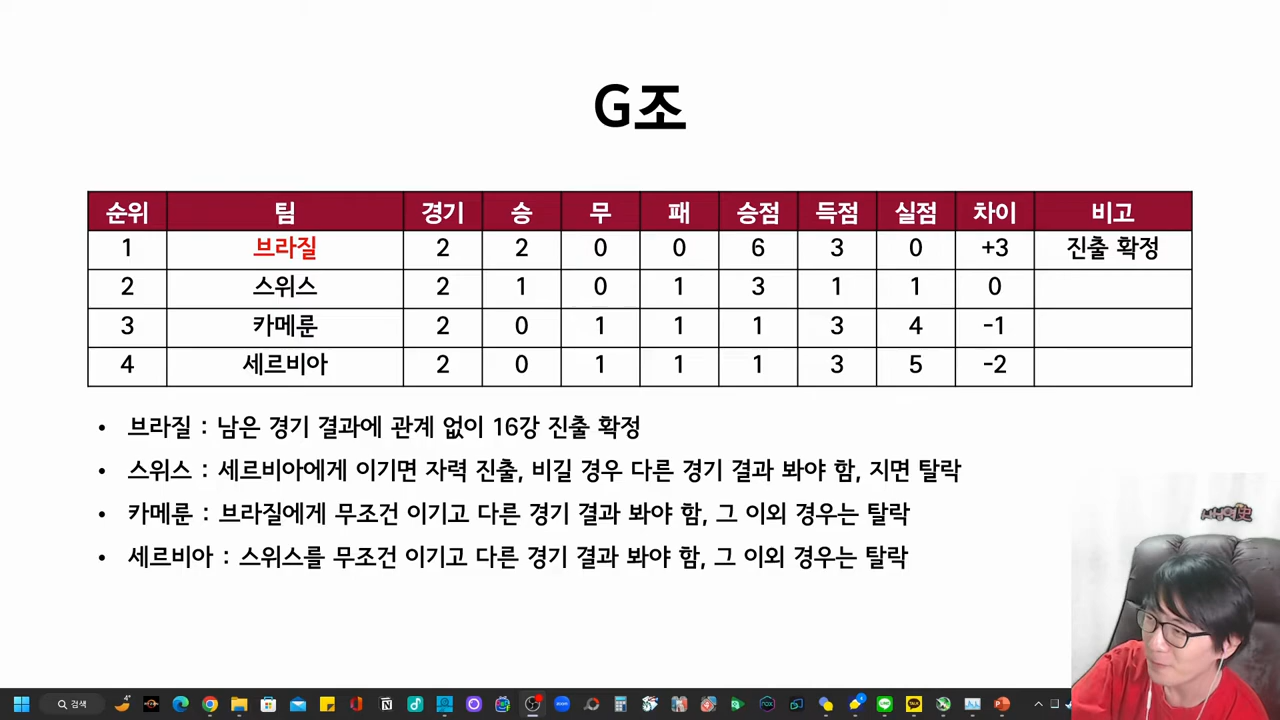 G조
순위 팀 경기 승 무 패 승점 득점 실점 차이 비고
1 브라질 2 2 0 0 6 3 0 +3 진출 확정
2 스위스 2 1 0 1 3 1 1 0
3 카메룬 2 0 1 1 1 3 4 -1
4 세르비아 2 0 1 1 1 3 5 -2
• 브라질 : 남은 경기 결과에 관계 없이 16강 진출 확정
• 스위스 : 세르비아에게 이기면 자력 진출, 비길 경우 다른 경기 결과 봐야 함, 지면 탈락
• 카메룬 : 브라질에게 무조건 이기고 다른 경기 결과 봐야 함, 그 이외 경우는 탈락
• 세르비아 : 스위스를 무조건 이기고 다른 경기 결과 봐야 함, 그 이외 경우는 탈락
검색 4°